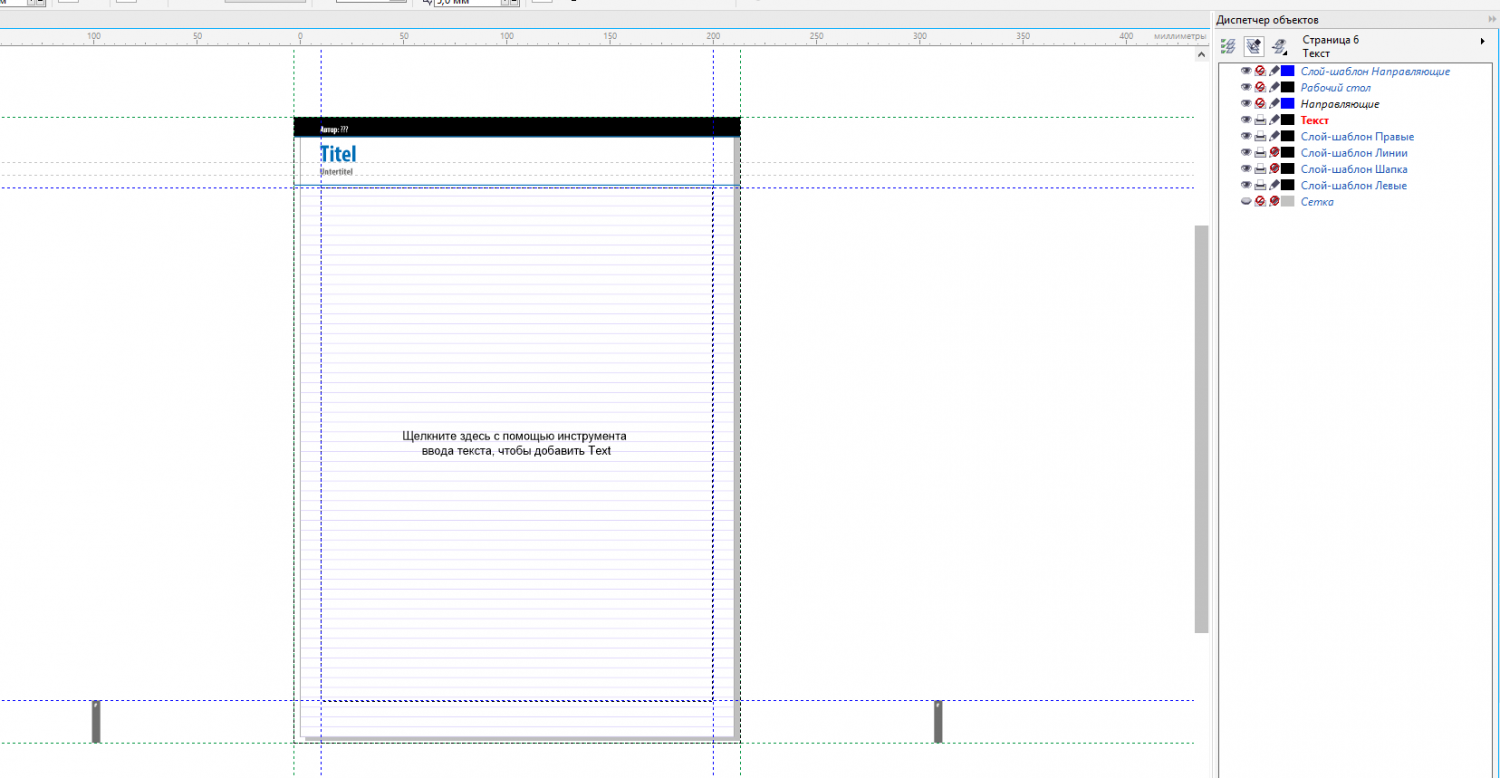 5,0 мм
Диспетчер объектов
100 50 0 50 100 150 200 250 300 350 400 миллиметры
Страница 6
Текст
Слой-шаблон Направляющие
Рабочий стол
Направляющие
Текст
Слой-шаблон Правые
Слой-шаблон Линии
Слой-шаблон Шапка
Слой-шаблон Левые
Сетка
Автор: ???
Titel
Untertitel
Щелкните здесь с помощью инструмента
ввода текста, чтобы добавить Text